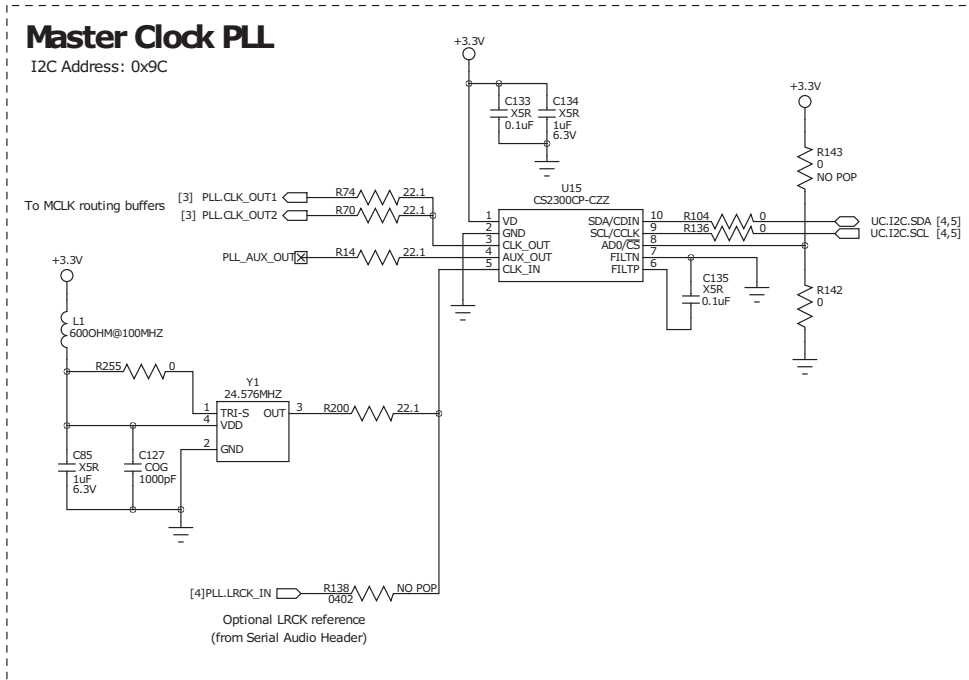 Master Clock PLL
I2C Address: 0x9C
+3.3V
C133
X5R
0.1uF
C134
X5R
1uF
6.3V
+3.3V
R143
0
NO POP
To MCLK routing buffers
[3] PLL.CLK_OUT1
R74 22.1
[3] PLL.CLK_OUT2
R70 22.1
PLL_AUX_OUT
R14 22.1
U15
CS2300CP-CZZ
1 VD
2 GND
3 CLK_OUT
4 AUX_OUT
5 CLK_IN
SDA/CDIN 10
SCL/CCLK 9
AD0/CS 8
FILTN 7
FILTP 6
R104 0
R136 0
UC.I2C.SDA [4,5]
UC.I2C.SCL [4,5]
C135
X5R
0.1uF
R142
0
+3.3V
L1
600OHM@100MHZ
R255 0
Y1
24.576MHZ
1 TRI-S OUT 3
4 VDD
2 GND
R200 22.1
C85
X5R
1uF
6.3V
C127
COG
1000pF
[4]PLL.LRCK_IN
R138 NO POP
0402
Optional LRCK reference
(from Serial Audio Header)